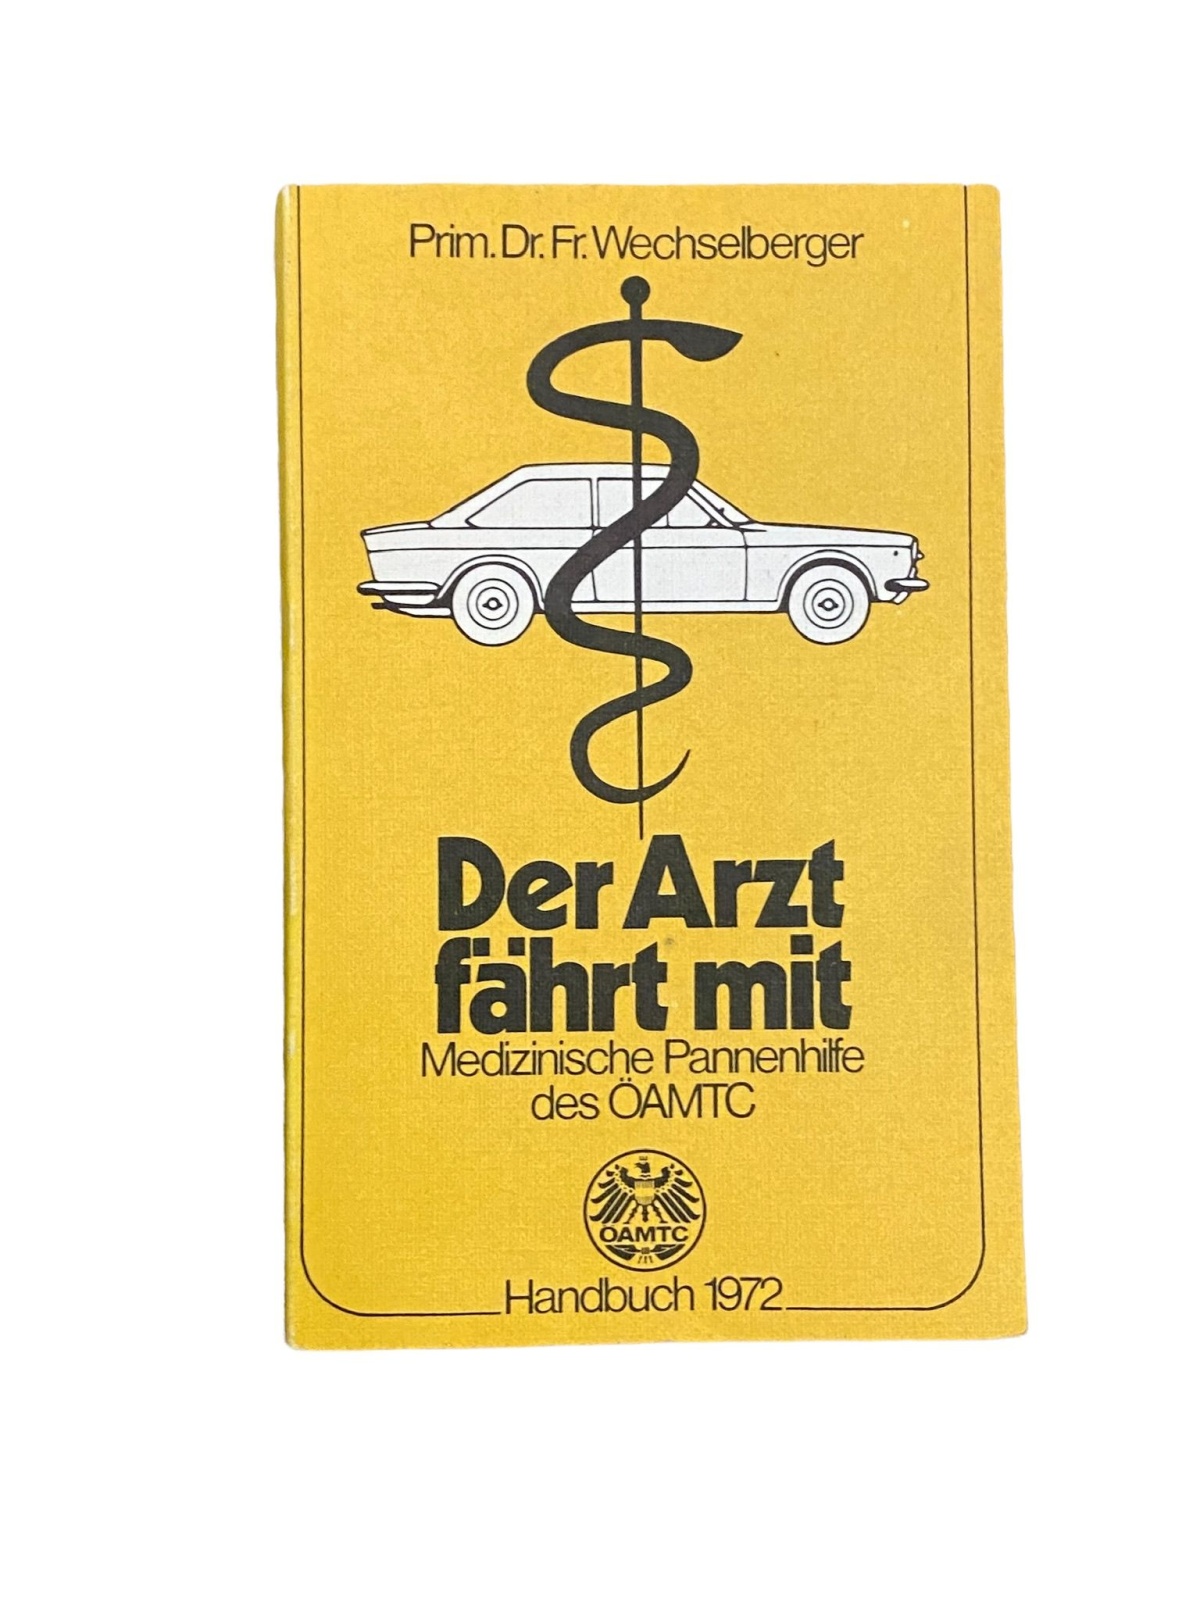 Prim. Dr. Fr. Wechselberger
Der Arzt
fährt mit
Medizinische Pannenhilfe
des ÖAMTC
ÖAMTC
Handbuch 1972